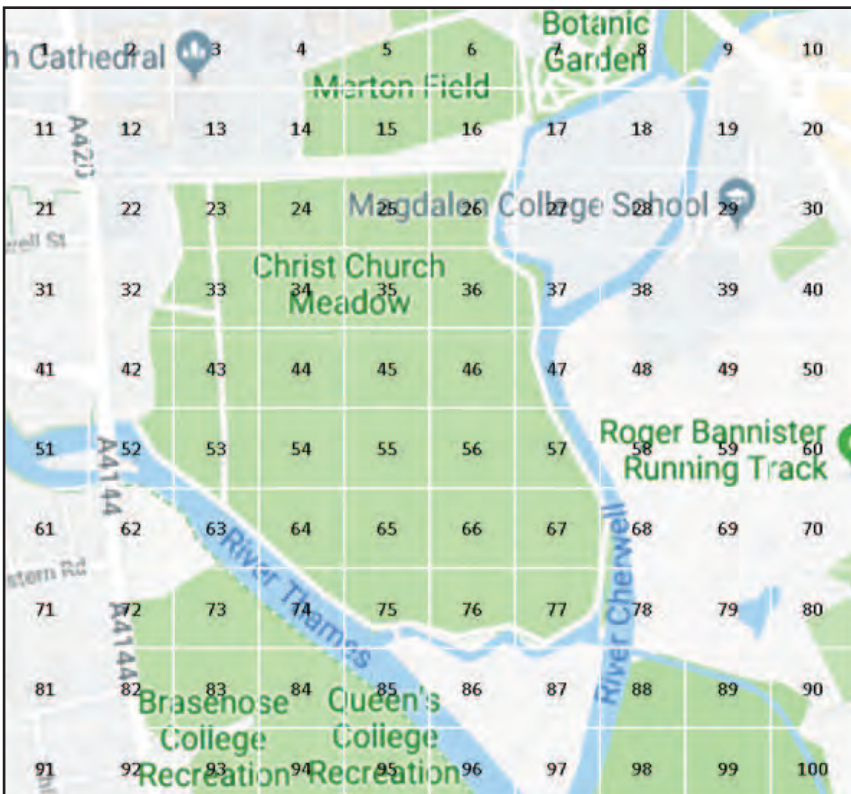 Botanic
1 2 3 4 5 6 7 8 9 10
h Cathedral
Garden
Merton Field
11 12 13 14 15 16 17 18 19 20
A420
21 22 23 24 25 26 27 28 29 30
Magdalen College School
well St
Christ Church
31 32 33 34 35 36 37 38 39 40
Meadow
41 42 43 44 45 46 47 48 49 50
Roger Bannister
51 52 53 54 55 56 57 58 59 60
Running Track
A4144
61 62 63 64 65 66 67 68 69 70
River Thames
River Cherwell
stern Rd
71 72 73 74 75 76 77 78 79 80
A4144
81 82 83 84 85 86 87 88 89 90
Brasenose
College
Recreation
Queen's
College
Recreation
91 92 93 94 95 96 97 98 99 100